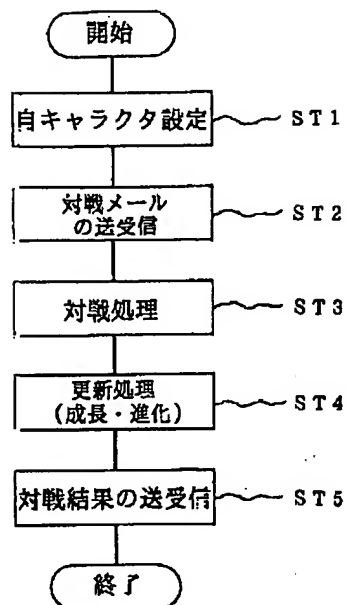 開始
自キャラクタ設定 ST1
対戦メール
の送受信 ST2
対戦処理 ST3
更新処理
(成長・進化) ST4
対戦結果の送受信 ST5
終了